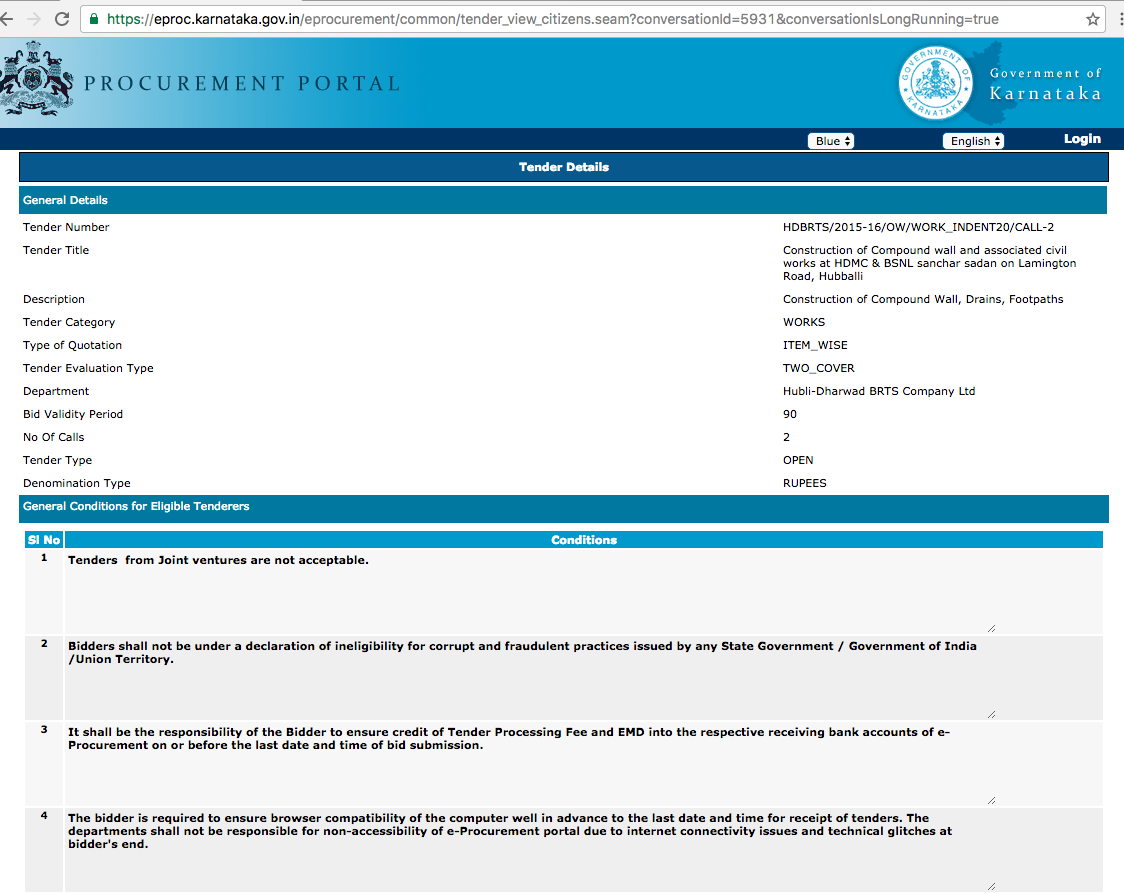 https://eproc.karnataka.gov.in/eprocurement/common/tender_view_citizens.seam?conversationId=5931&conversationIsLongRunning=true
PROCUREMENT PORTAL
GOVERNMENT OF KARNATAKA
Government of
Karnataka
Blue
English
Login
Tender Details
General Details
Tender Number HDBRTS/2015-16/OW/WORK_INDENT20/CALL-2
Tender Title Construction of Compound wall and associated civil
works at HDMC & BSNL sanchar sadan on Lamington
Road, Hubballi
Description Construction of Compound Wall, Drains, Footpaths
Tender Category WORKS
Type of Quotation ITEM_WISE
Tender Evaluation Type TWO_COVER
Department Hubli-Dharwad BRTS Company Ltd
Bid Validity Period 90
No Of Calls 2
Tender Type OPEN
Denomination Type RUPEES
General Conditions for Eligible Tenderers
Sl No Conditions
1 Tenders  from Joint ventures are not acceptable.
2 Bidders shall not be under a declaration of ineligibility for corrupt and fraudulent practices issued by any State Government / Government of India
/Union Territory.
3 It shall be the responsibility of the Bidder to ensure credit of Tender Processing Fee and EMD into the respective receiving bank accounts of e-
Procurement on or before the last date and time of bid submission.
4 The bidder is required to ensure browser compatibility of the computer well in advance to the last date and time for receipt of tenders. The
departments shall not be responsible for non-accessibility of e-Procurement portal due to internet connectivity issues and technical glitches at
bidder's end.